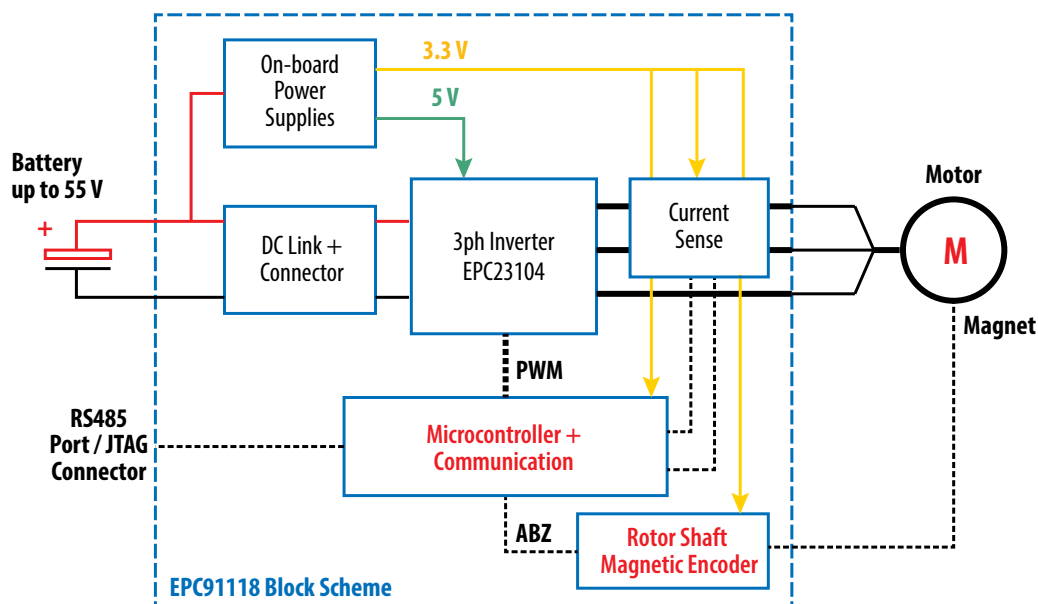 On-board
Power
Supplies
3.3 V
5 V
Battery
up to 55 V
+
DC Link +
Connector
3ph Inverter
EPC23104
Current
Sense
Motor
M
Magnet
PWM
RS485
Port / JTAG
Connector
Microcontroller +
Communication
ABZ
Rotor Shaft
Magnetic Encoder
EPC91118 Block Scheme